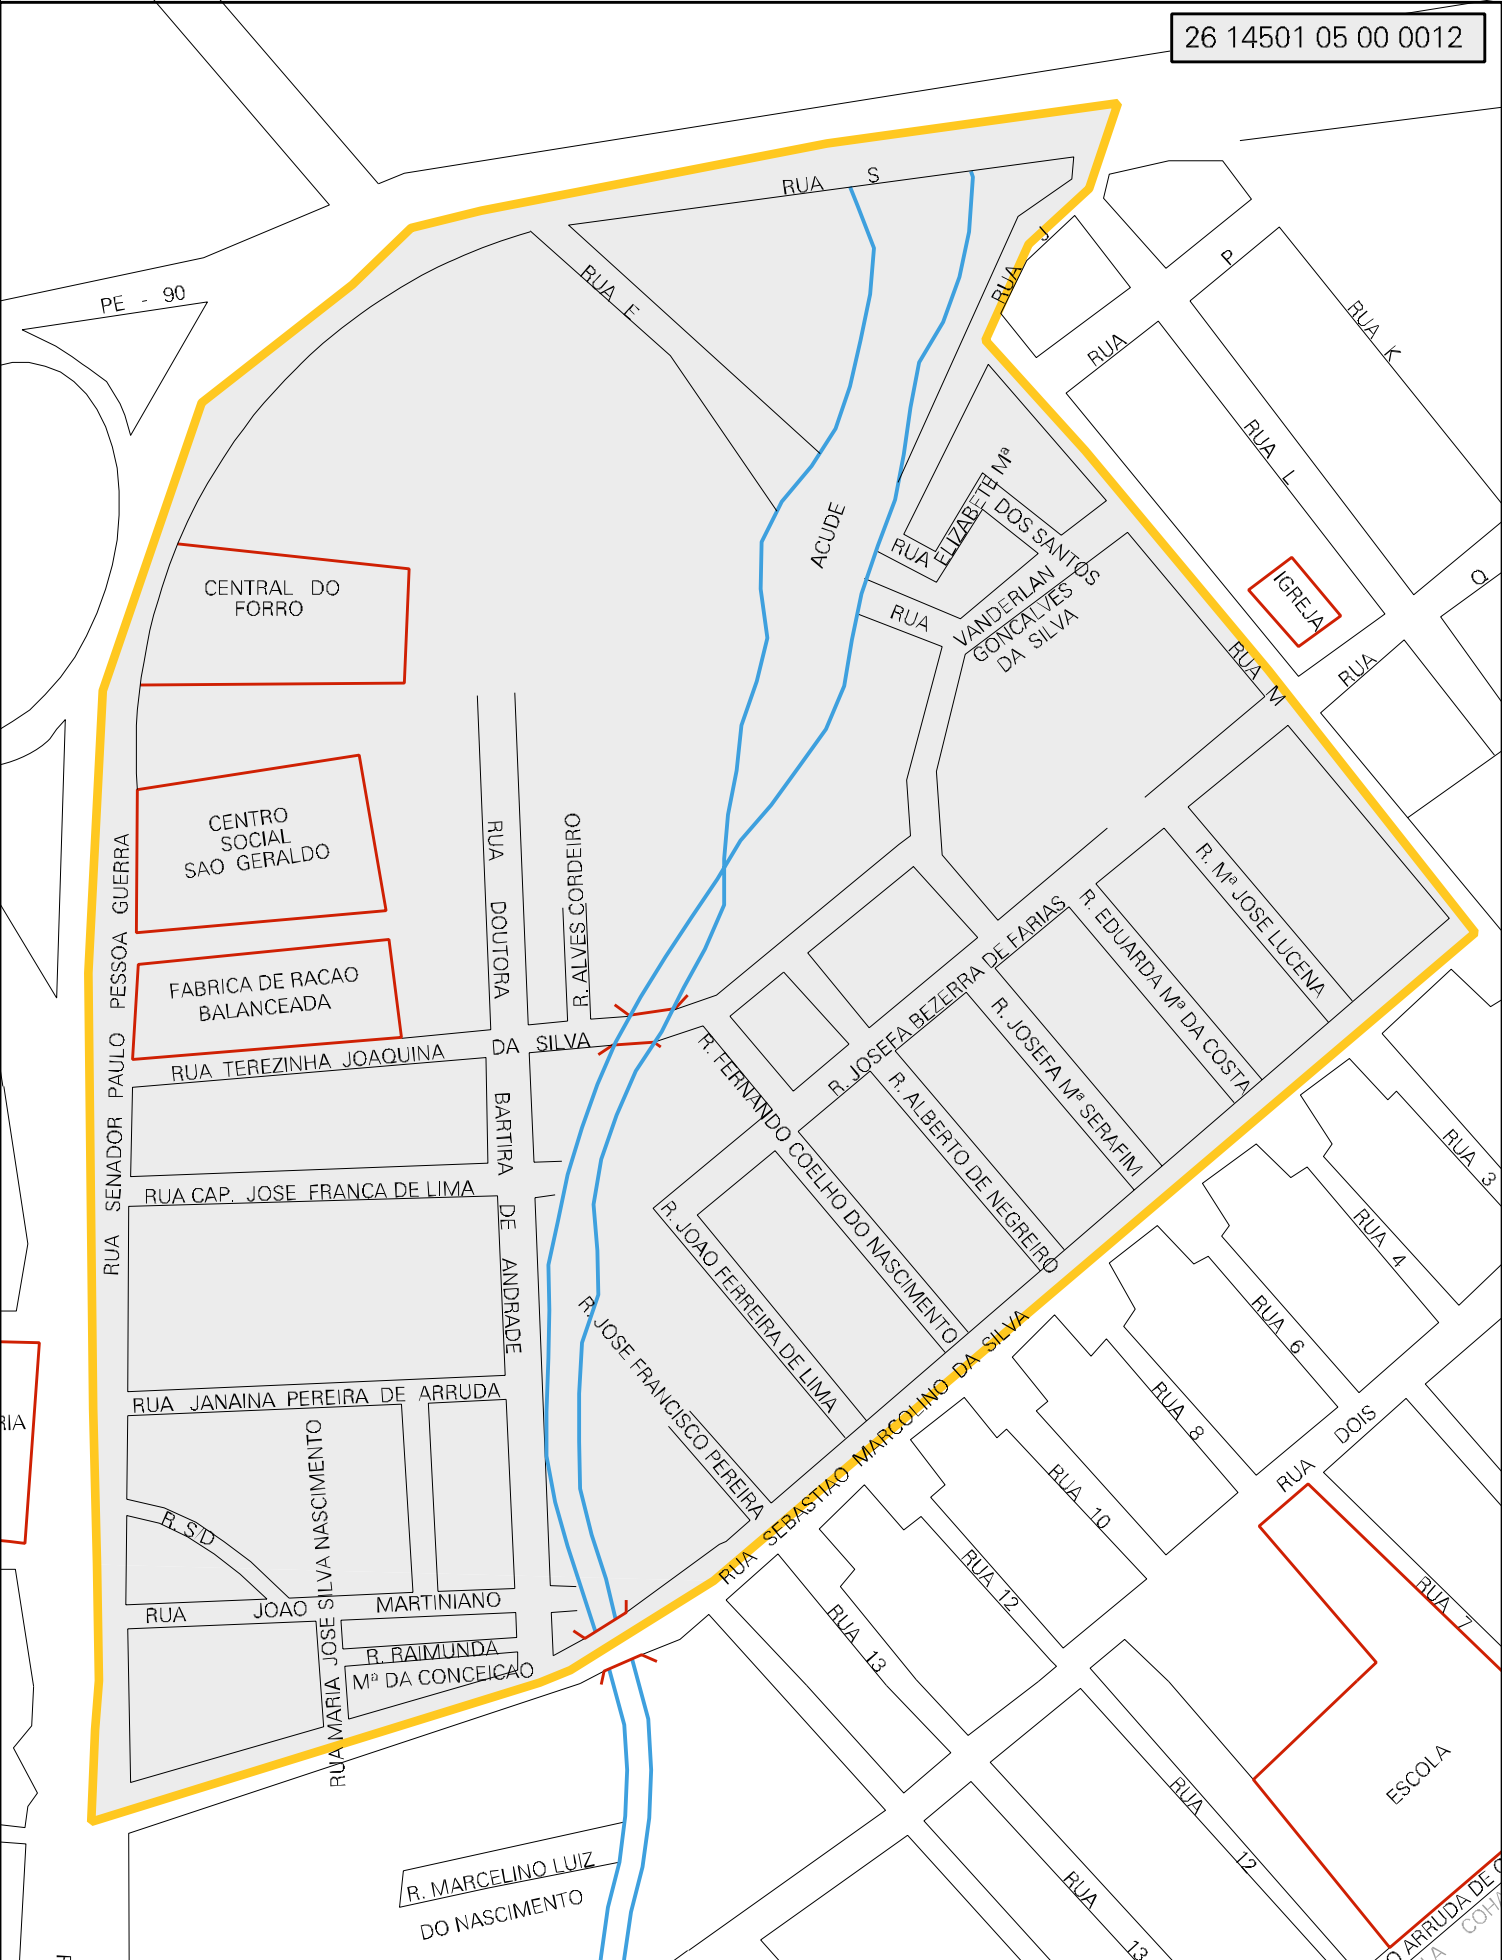 26 14501 05 00 0012
RUA S
RUA J
RUA P
PE - 90
RUA E
RUA K
RUA L
ACUDE
RUA ELIZABETE Mª
DOS SANTOS
CENTRAL DO
FORRO
IGREJA
RUA Q
RUA VANDERLAN
GONCALVES
DA SILVA
RUA M
CENTRO
SOCIAL
SAO GERALDO
RUA SENADOR PAULO PESSOA GUERRA
RUA DOUTORA BARTIRA DE ANDRADE
R. ALVES CORDEIRO
R. Mª JOSE LUCENA
R. EDUARDA Mª DA COSTA
R. JOSEFA BEZERRA DE FARIAS
FABRICA DE RACAO
BALANCEADA
R. JOSEFA Mª SERAFIM
RUA TEREZINHA JOAQUINA DA SILVA
R. FERNANDO COELHO DO NASCIMENTO
R. ALBERTO DE NEGREIRO
RUA 3
RUA CAP. JOSE FRANCA DE LIMA
R. JOAO FERREIRA DE LIMA
RUA 4
R. JOSE FRANCISCO PEREIRA
RUA 6
RUA SEBASTIAO MARCOLINO DA SILVA
RUA JANAINA PEREIRA DE ARRUDA
RUA 8
RIA
RUA MARIA JOSE SILVA NASCIMENTO
RUA DOIS
RUA 10
R. S/D
RUA 12
RUA 7
RUA JOAO MARTINIANO
RUA 13
R. RAIMUNDA
Mª DA CONCEICAO
ESCOLA
RUA 12
R. MARCELINO LUIZ
DO NASCIMENTO
RUA 13
O ARRUDA DE C
LA COHA